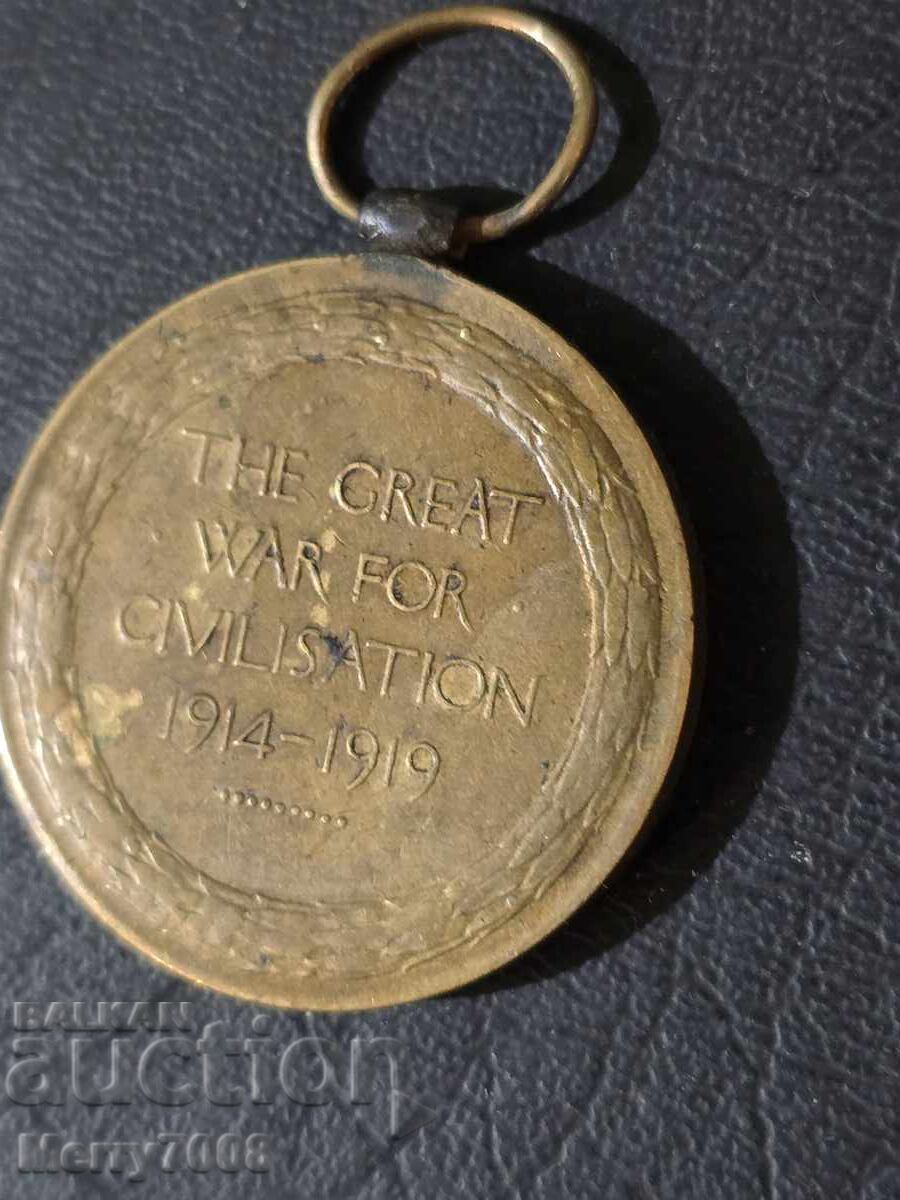 THE GREAT
WAR FOR
CIVILISATION
1914-1919
BALKAN
auction
Merry7008